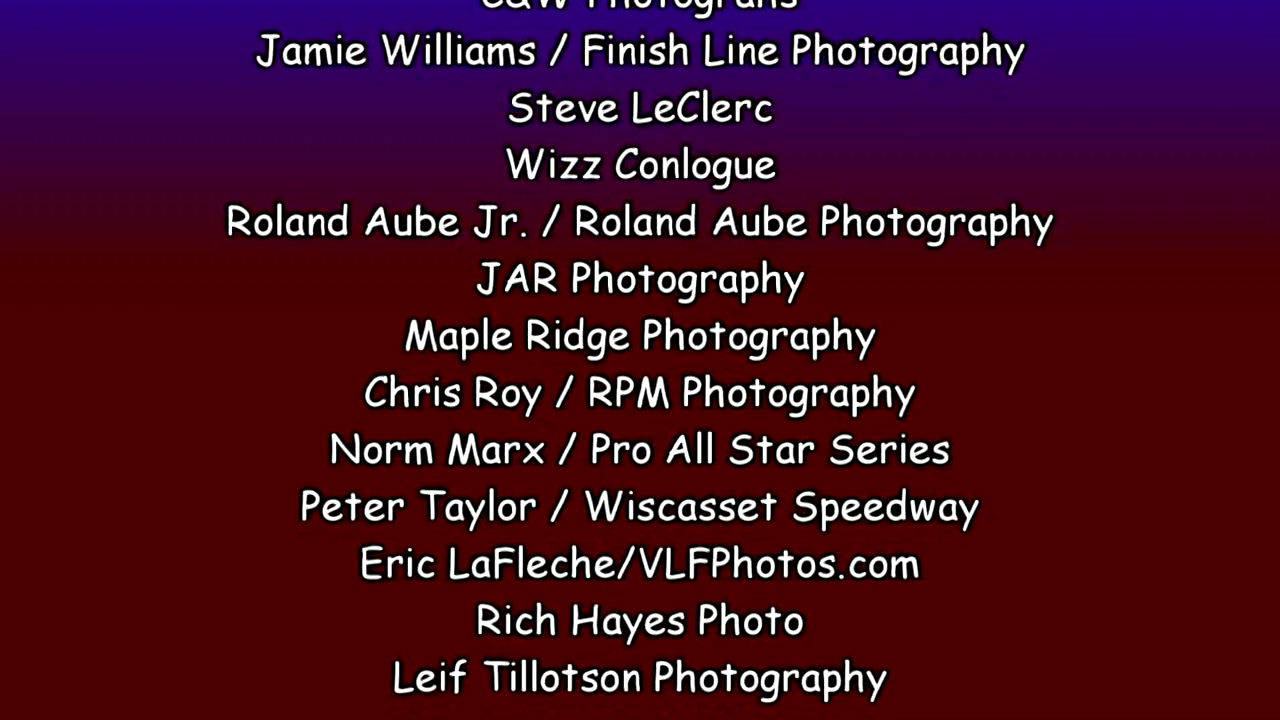 Jamie Williams / Finish Line Photography
Steve LeClerc
Wizz Conlogue
Roland Aube Jr. / Roland Aube Photography
JAR Photography
Maple Ridge Photography
Chris Roy / RPM Photography
Norm Marx / Pro All Star Series
Peter Taylor / Wiscasset Speedway
Eric LaFleche/VLFPhotos.com
Rich Hayes Photo
Leif Tillotson Photography